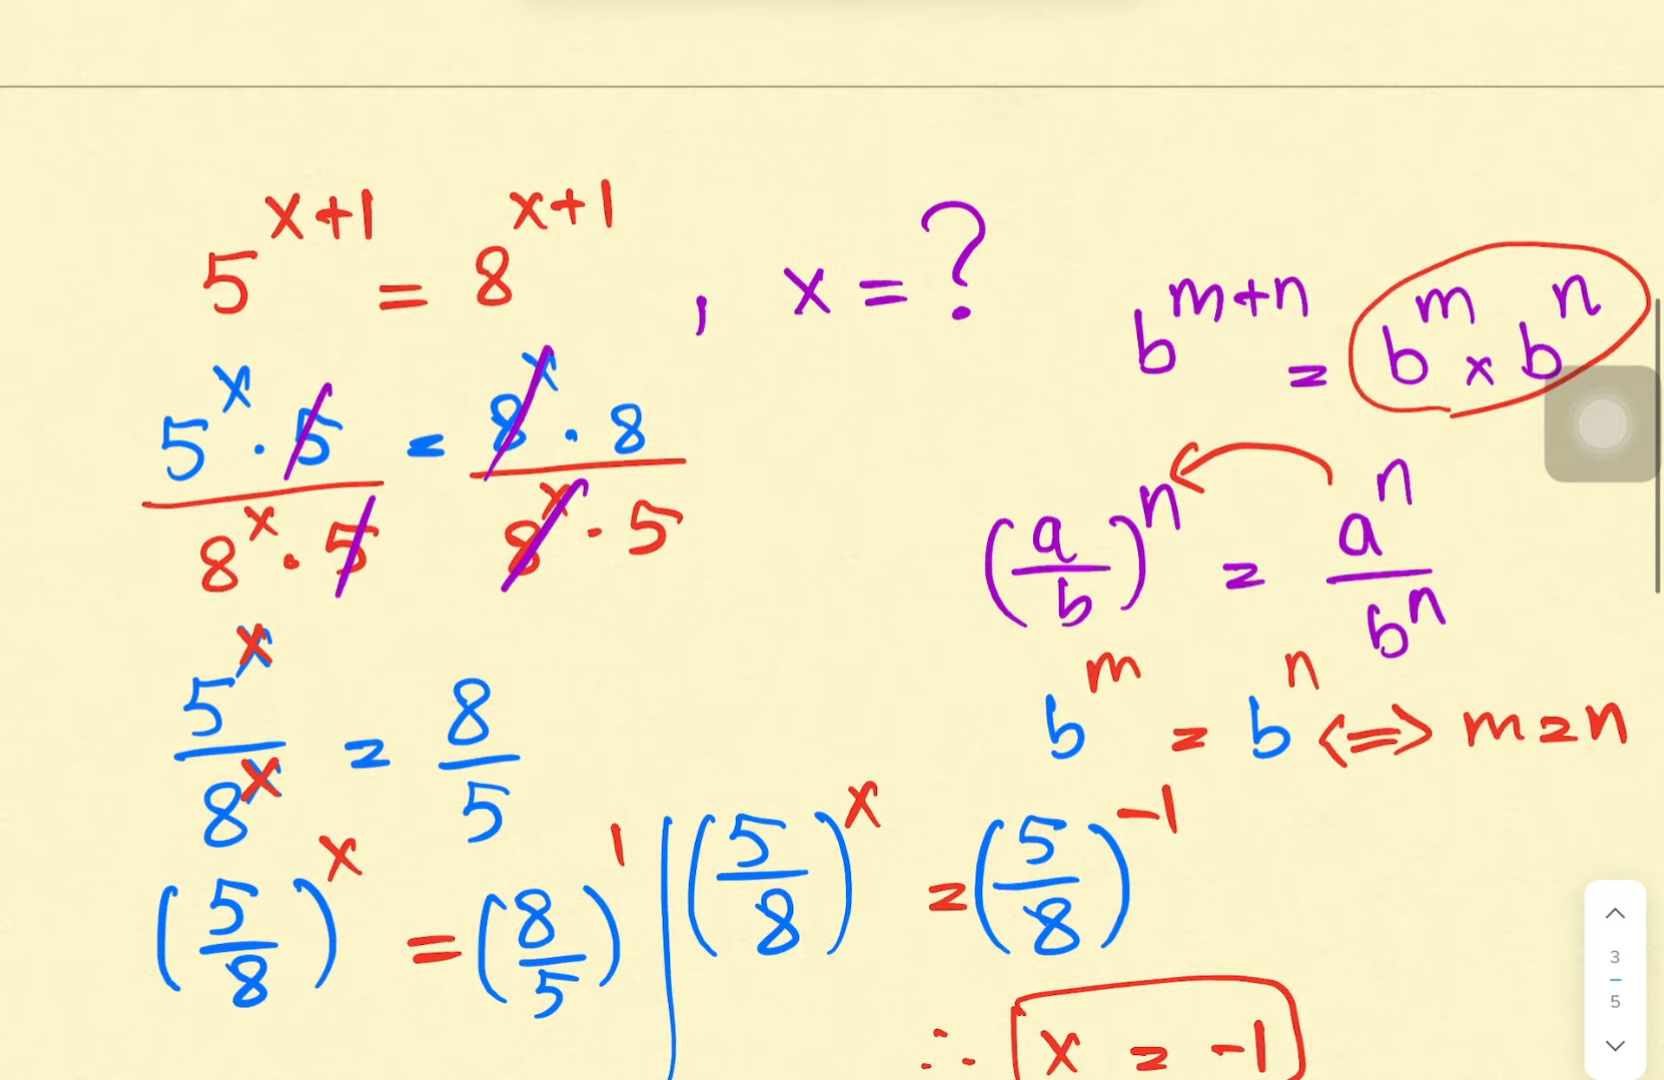 5^(x+1) = 8^(x+1) , x = ?
b^(m+n) = b^m × b^n
(5^x · 5)/(8^x · 5) = (8^x · 8)/(8^x · 5)
(a/b)^n = a^n/b^n
5^x/8^x = 8/5
b^m = b^n <=> m = n
(5/8)^x = (8/5)^1 | (5/8)^x = (5/8)^-1
∴ x = -1
3
5